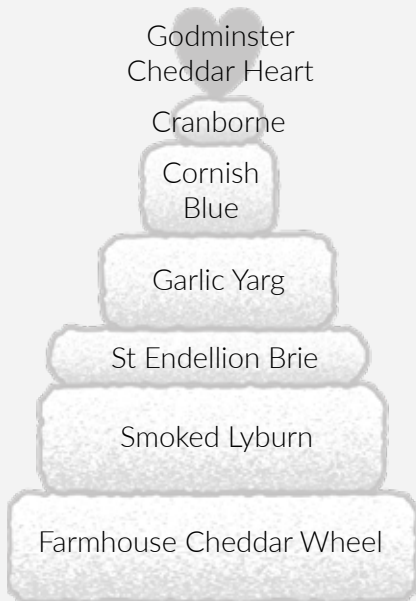 Godminster
Cheddar Heart
Cranborne
Cornish
Blue
Garlic Yarg
St Endellion Brie
Smoked Lyburn
Farmhouse Cheddar Wheel